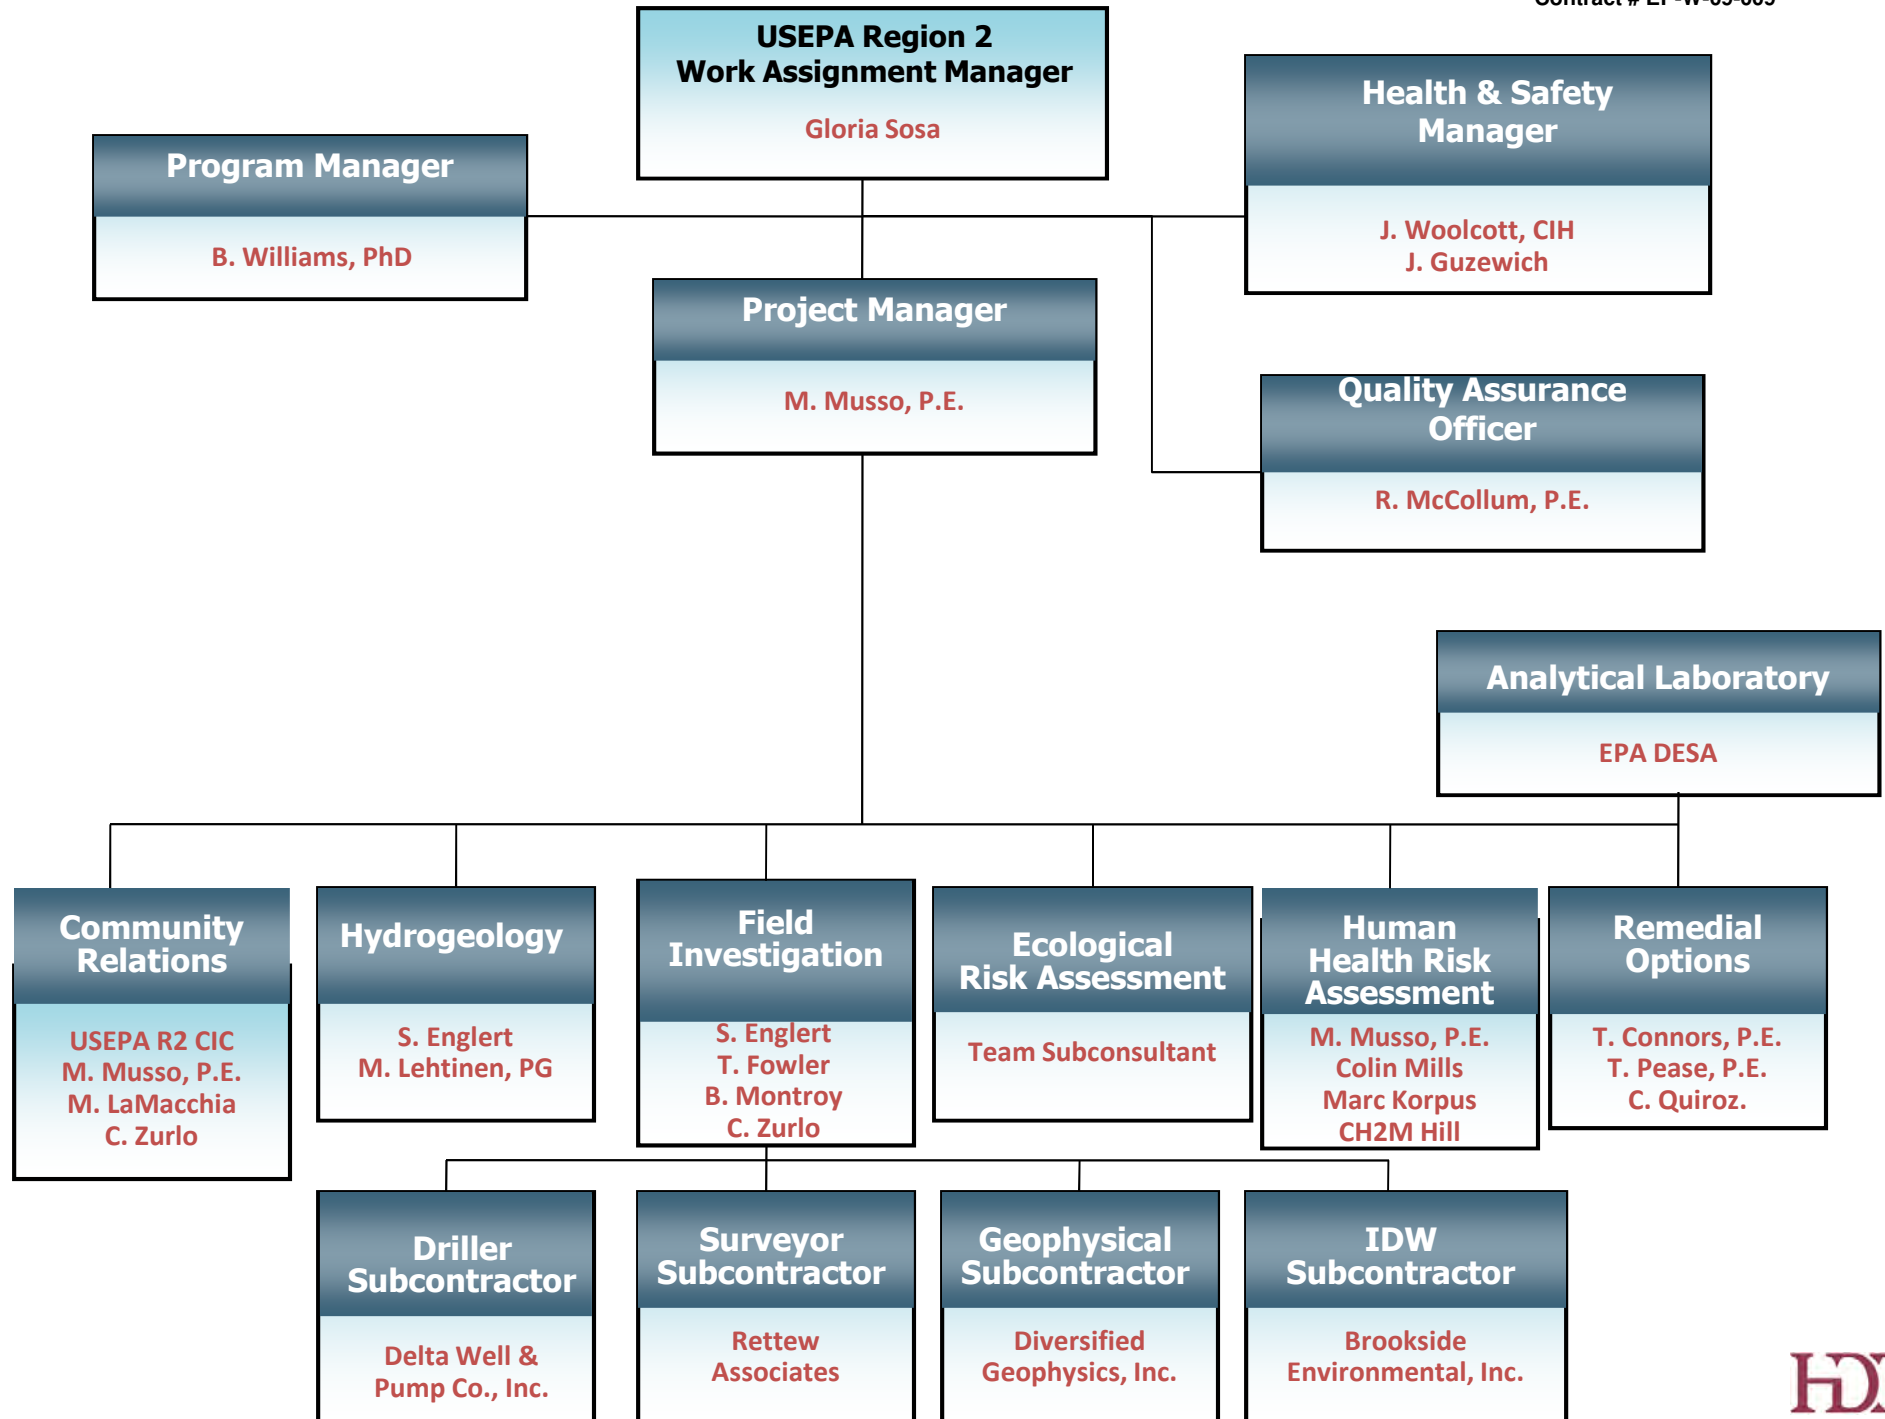 USEPA Region 2
Work Assignment Manager
Gloria Sosa
Health & Safety
Manager
J. Woolcott, CIH
J. Guzewich
Program Manager
B. Williams, PhD
Project Manager
M. Musso, P.E.
Quality Assurance
Officer
R. McCollum, P.E.
Analytical Laboratory
EPA DESA
Community
Relations
USEPA R2 CIC
M. Musso, P.E.
M. LaMacchia
C. Zurlo
Hydrogeology
S. Englert
M. Lehtinen, PG
Field
Investigation
S. Englert
T. Fowler
B. Montroy
C. Zurlo
Ecological
Risk Assessment
Team Subconsultant
Human
Health Risk
Assessment
M. Musso, P.E.
Colin Mills
Marc Korpus
CH2M Hill
Remedial
Options
T. Connors, P.E.
T. Pease, P.E.
C. Quiroz.
Driller
Subcontractor
Delta Well &
Pump Co., Inc.
Surveyor
Subcontractor
Rettew
Associates
Geophysical
Subcontractor
Diversified
Geophysics, Inc.
IDW
Subcontractor
Brookside
Environmental, Inc.